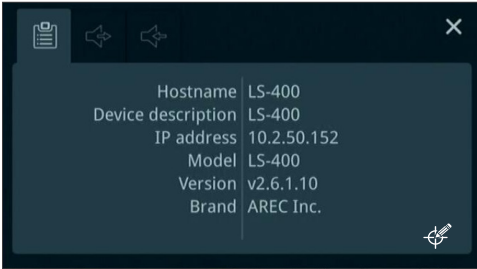 Hostname LS-400
Device description LS-400
IP address 10.2.50.152
Model LS-400
Version v2.6.1.10
Brand AREC Inc.